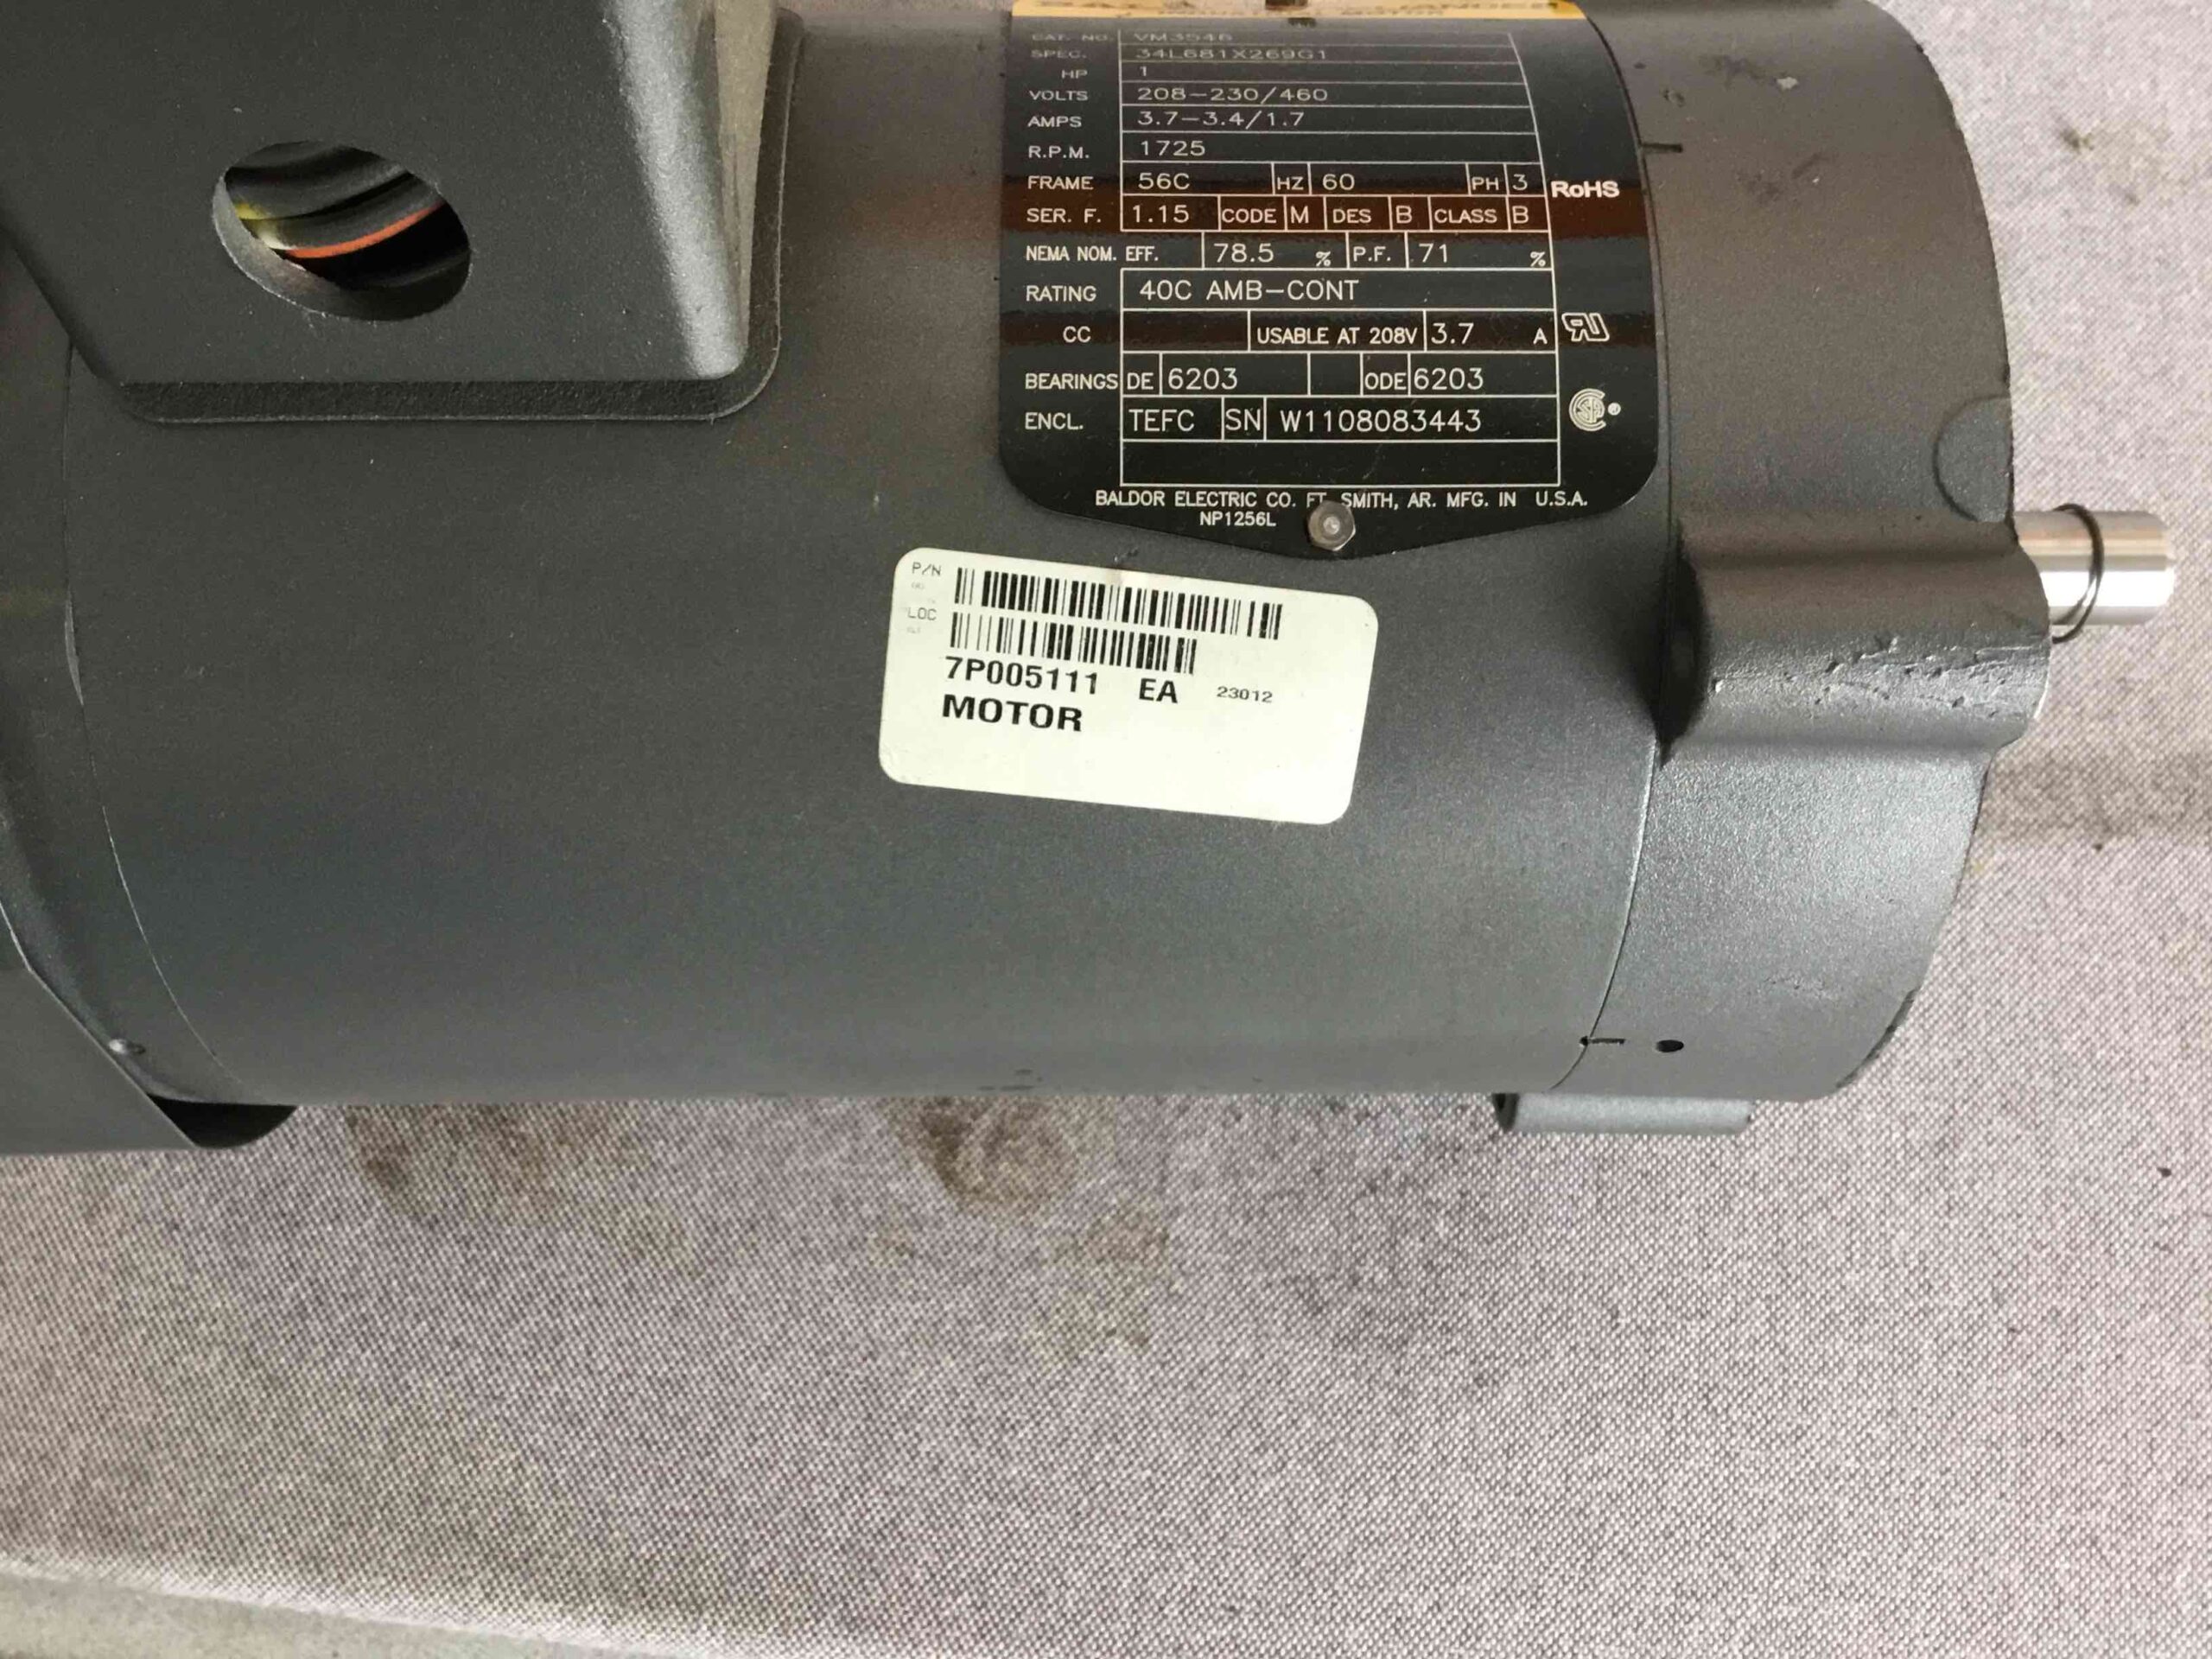 CAT. NO. VM3546
SPEC. 34L681X269G1
HP 1
VOLTS 208-230/460
AMPS 3.7-3.4/1.7
R.P.M. 1725
FRAME 56C HZ 60 PH 3
RoHS
SER. F. 1.15 CODE M DES B CLASS B
NEMA NOM. EFF. 78.5 % P.F. 71 %
RATING 40C AMB-CONT
CC USABLE AT 208V 3.7 A
BEARINGS DE 6203 ODE 6203
ENCL. TEFC SN W1108083443
BALDOR ELECTRIC CO. FT. SMITH, AR. MFG. IN U.S.A.
NP1256L
P/N
LOC
7P005111 EA 23012
MOTOR